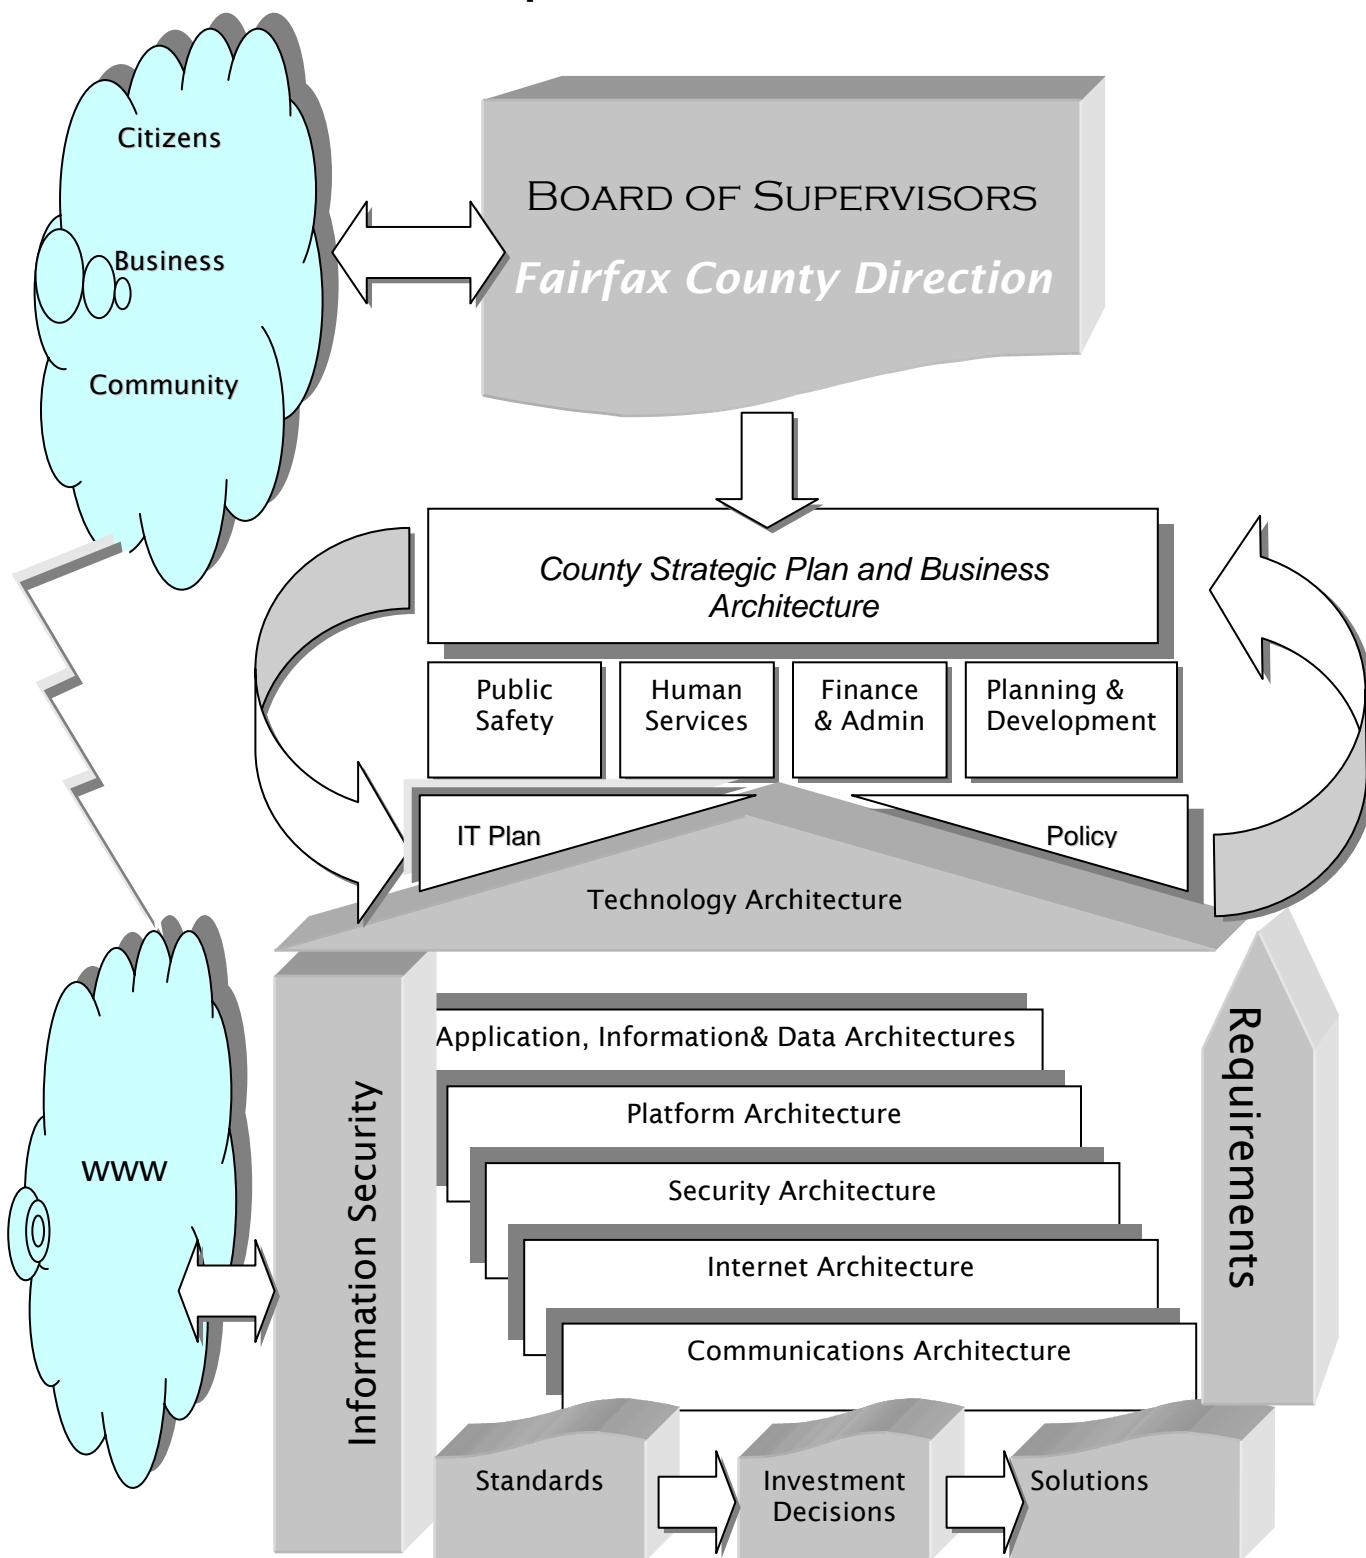 Citizens
Business
Community
BOARD OF SUPERVISORS
Fairfax County Direction
County Strategic Plan and Business
Architecture
Public
Safety
Human
Services
Finance
& Admin
Planning &
Development
IT Plan
Policy
Technology Architecture
Information Security
Application, Information& Data Architectures
Platform Architecture
Security Architecture
Internet Architecture
Communications Architecture
Requirements
www
Standards
Investment
Decisions
Solutions